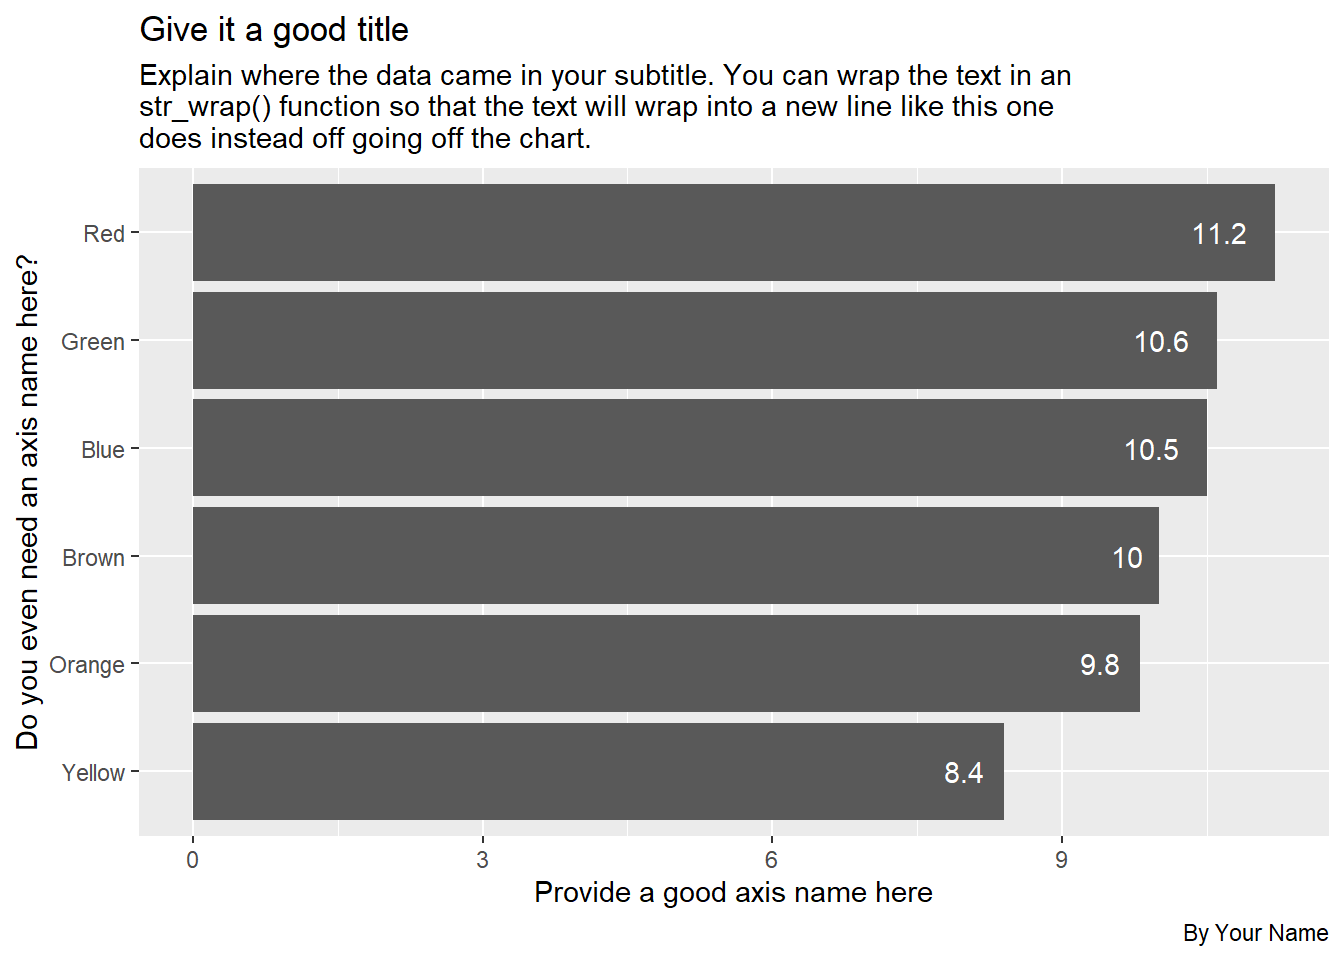 Give it a good title
Explain where the data came in your subtitle. You can wrap the text in an
str_wrap() function so that the text will wrap into a new line like this one
does instead off going off the chart.
Do you even need an axis name here?
Red
11.2
Green
10.6
Blue
10.5
Brown
10
Orange
9.8
Yellow
8.4
0 3 6 9
Provide a good axis name here
By Your Name